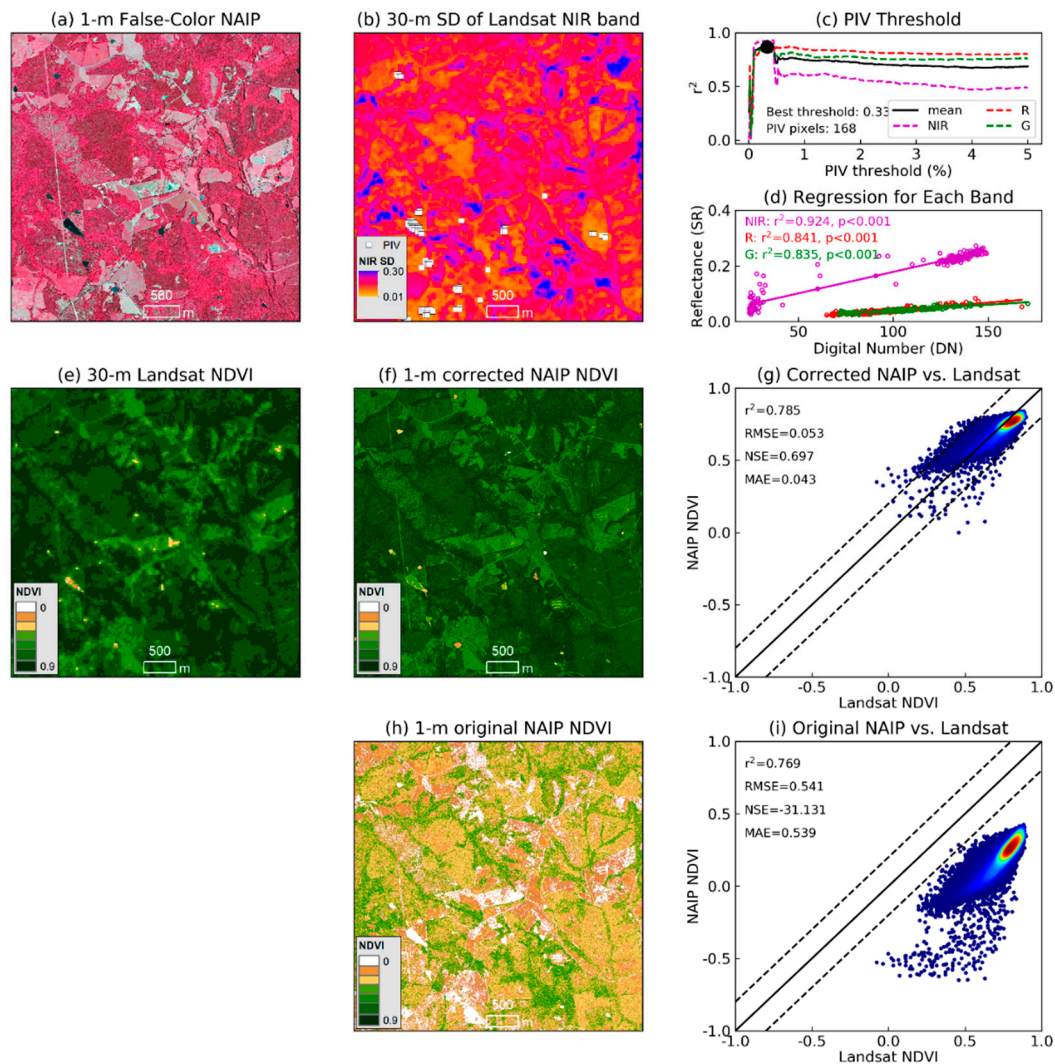 (a) 1-m False-Color NAIP
560
m
(b) 30-m SD of Landsat NIR band
PIV
NIR SD
0.30
0.01
500
m
(c) PIV Threshold
1.0
0.5
0.0
r²
Best threshold: 0.33
PIV pixels: 168
mean
NIR
R
G
0 1 2 3 4 5
PIV threshold (%)
(d) Regression for Each Band
0.4
0.2
0.0
Reflectance (SR)
NIR: r²=0.924, p<0.001
R: r²=0.841, p<0.001
G: r²=0.835, p<0.001
50 100 150
Digital Number (DN)
(e) 30-m Landsat NDVI
NDVI
0
0.9
500
m
(f) 1-m corrected NAIP NDVI
NDVI
0
0.9
500
m
(g) Corrected NAIP vs. Landsat
r²=0.785
RMSE=0.053
NSE=0.697
MAE=0.043
1.0
0.5
0.0
-0.5
-1.0
NAIP NDVI
-1.0 -0.5 0.0 0.5 1.0
Landsat NDVI
(h) 1-m original NAIP NDVI
NDVI
0
0.9
500
m
(i) Original NAIP vs. Landsat
r²=0.769
RMSE=0.541
NSE=-31.131
MAE=0.539
1.0
0.5
0.0
-0.5
-1.0
NAIP NDVI
-1.0 -0.5 0.0 0.5 1.0
Landsat NDVI